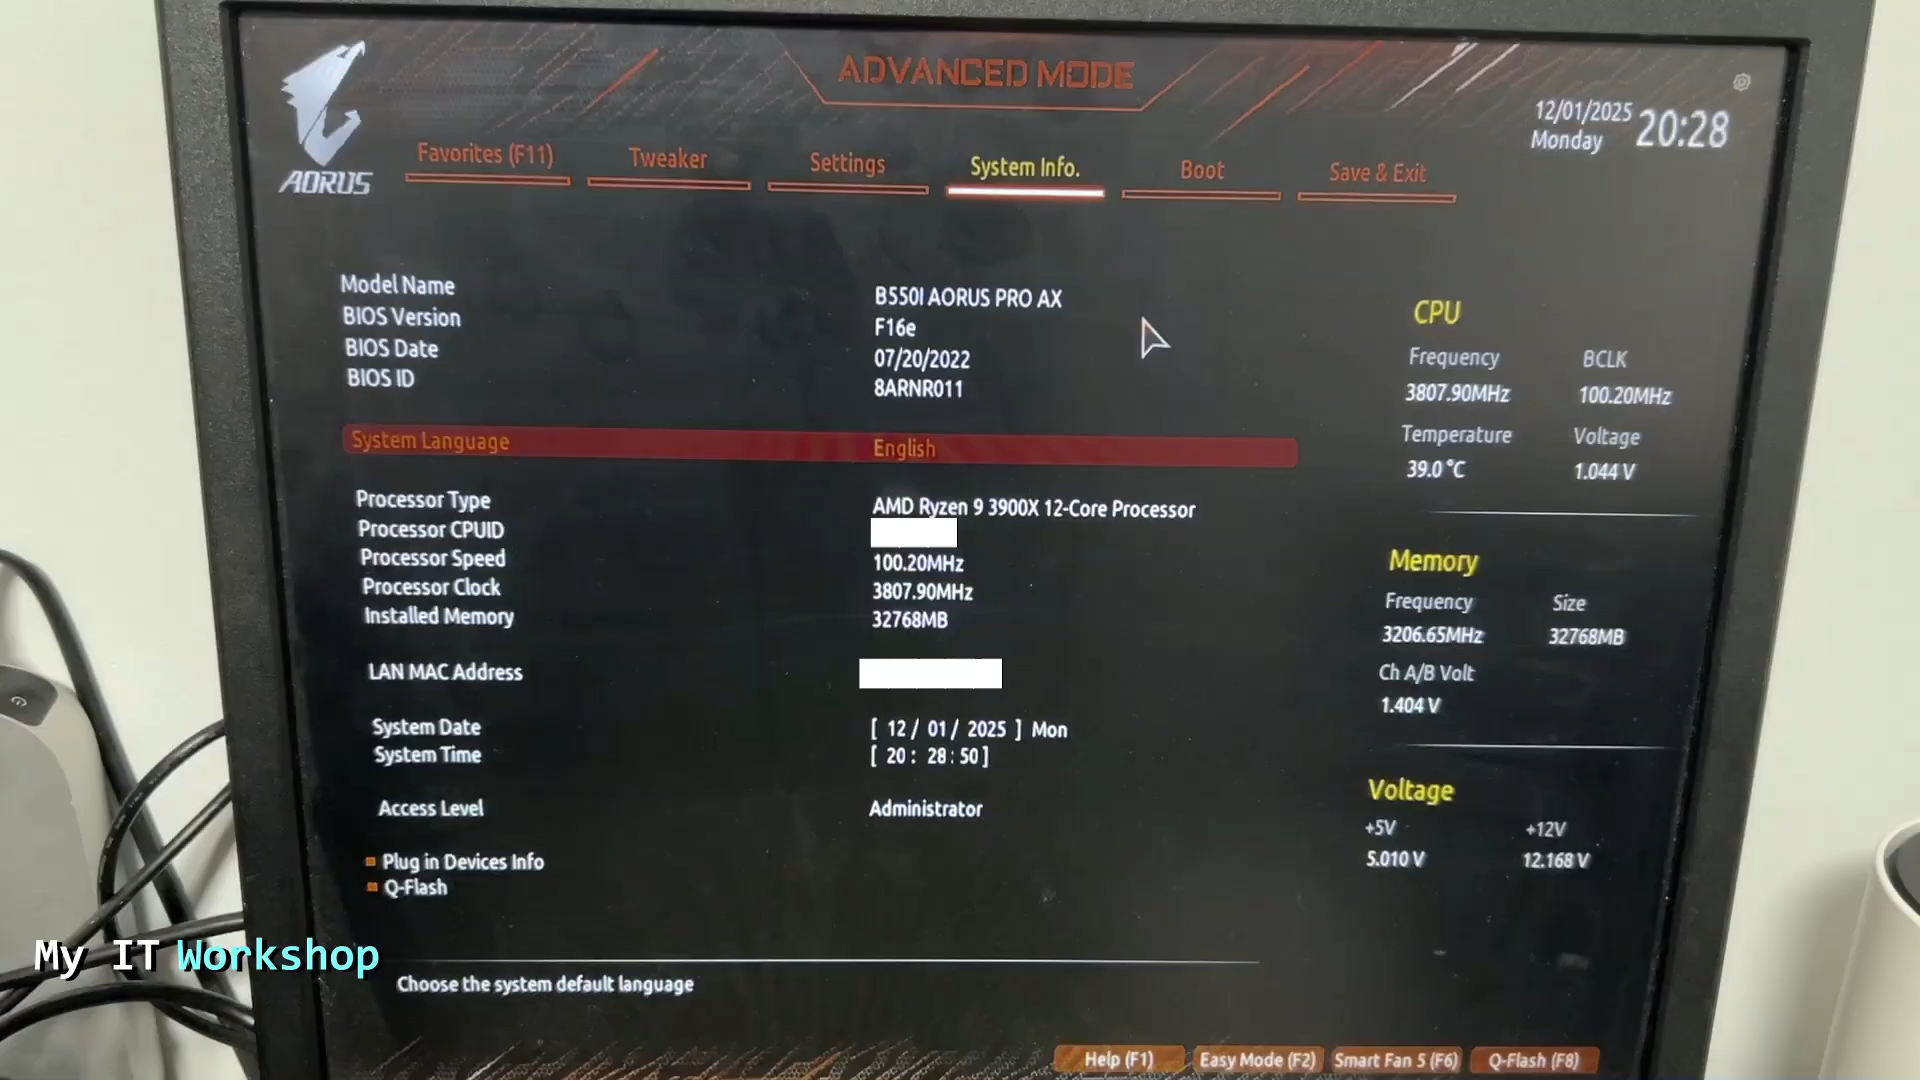 ADVANCED MODE
12/01/2025
Monday
20:28
AORUS
Favorites (F11)
Tweaker
Settings
System Info.
Boot
Save & Exit
Model Name
B550I AORUS PRO AX
BIOS Version
F16e
BIOS Date
07/20/2022
BIOS ID
8ARNR011
System Language
English
Processor Type
AMD Ryzen 9 3900X 12-Core Processor
Processor CPUID
Processor Speed
100.20MHz
Processor Clock
3807.90MHz
Installed Memory
32768MB
LAN MAC Address
System Date
[ 12 / 01 / 2025 ] Mon
System Time
[ 20 : 28 : 50 ]
Access Level
Administrator
Plug in Devices Info
Q-Flash
CPU
Frequency
BCLK
3807.90MHz
100.20MHz
Temperature
Voltage
39.0 °C
1.044 V
Memory
Frequency
Size
3206.65MHz
32768MB
Ch A/B Volt
1.404 V
Voltage
+5V
+12V
5.010 V
12.168 V
My IT Workshop
Choose the system default language
Help (F1)
Easy Mode (F2)
Smart Fan 5 (F6)
Q-Flash (F8)